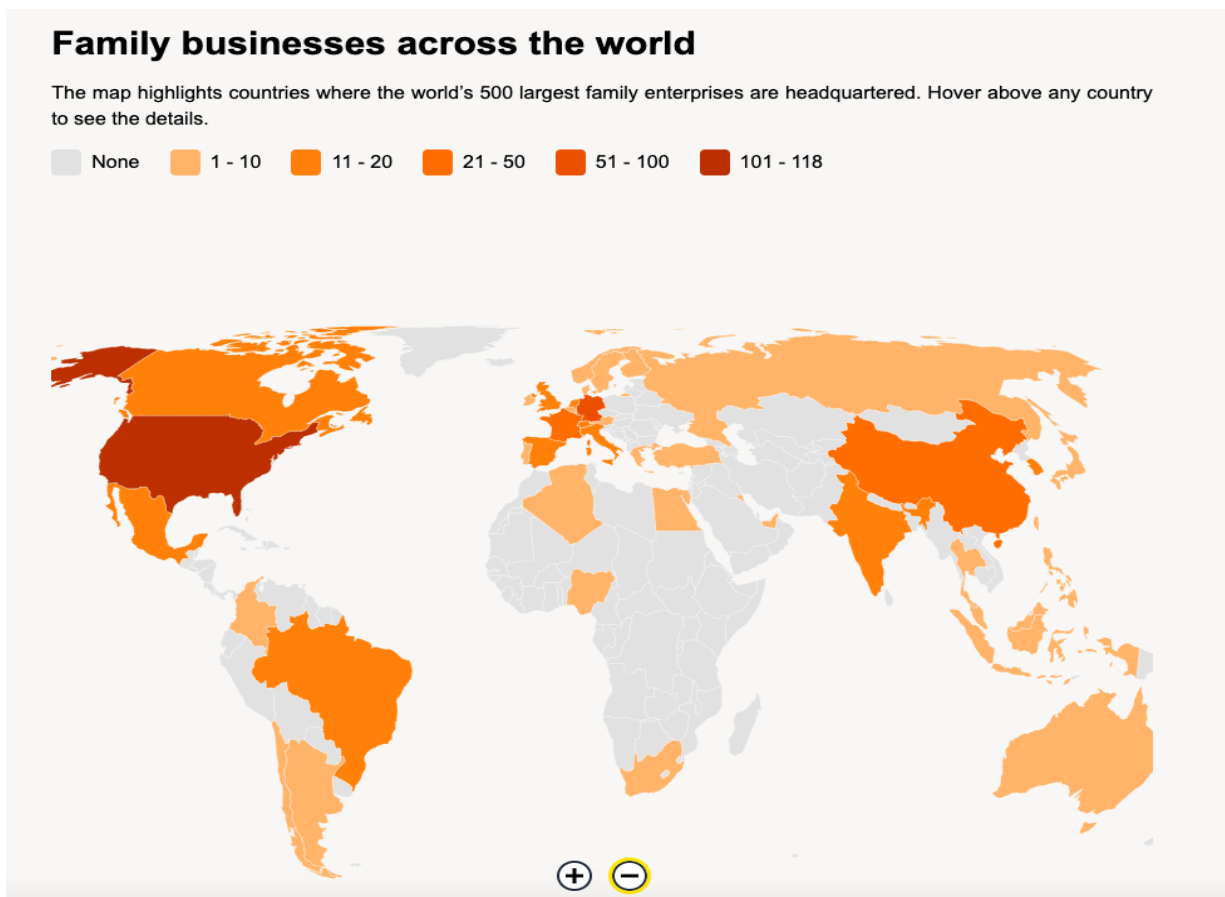 Family businesses across the world
The map highlights countries where the world's 500 largest family enterprises are headquartered. Hover above any country
to see the details.
None 1 - 10 11 - 20 21 - 50 51 - 100 101 - 118